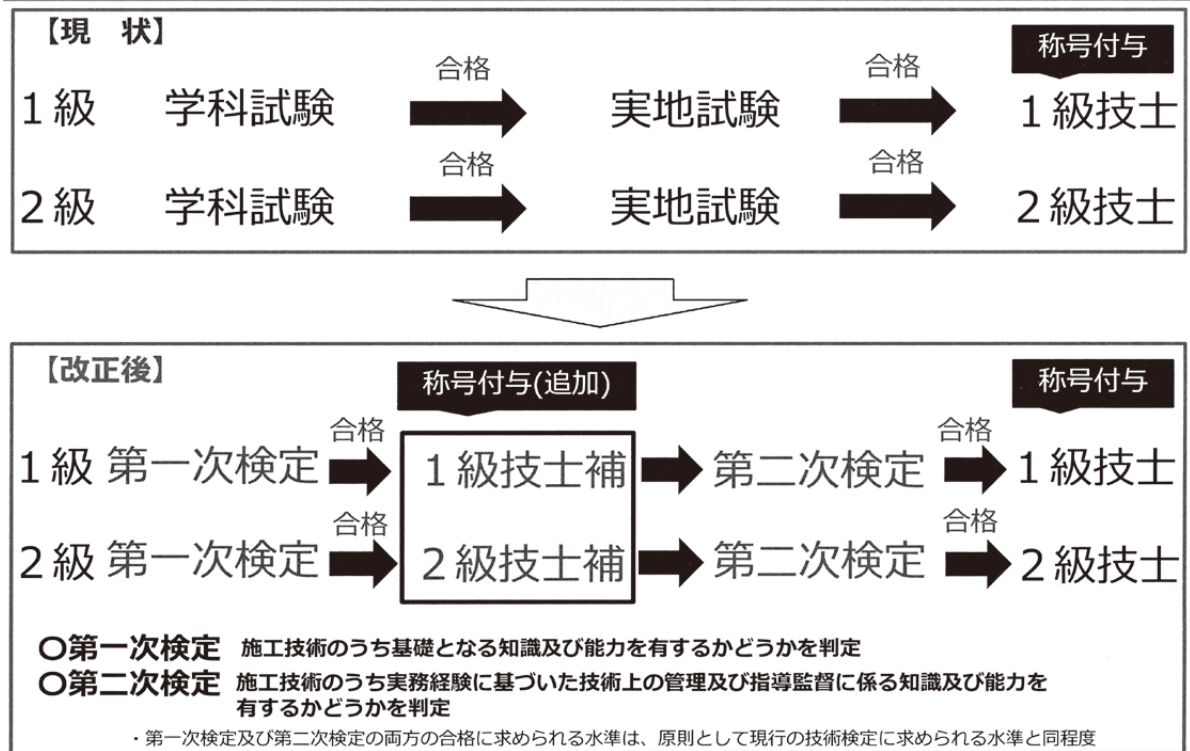 【現 状】
称号付与
合格
合格
1級 学科試験 実地試験 1級技士
合格
合格
2級 学科試験 実地試験 2級技士
【改正後】
称号付与(追加)
称号付与
合格
合格
1級 第一次検定 1級技士補 第二次検定 1級技士
合格
合格
2級 第一次検定 2級技士補 第二次検定 2級技士
〇第一次検定 施工技術のうち基礎となる知識及び能力を有するかどうかを判定
〇第二次検定 施工技術のうち実務経験に基づいた技術上の管理及び指導監督に係る知識及び能力を
有するかどうかを判定
・第一次検定及び第二次検定の両方の合格に求められる水準は、原則として現行の技術検定に求められる水準と同程度